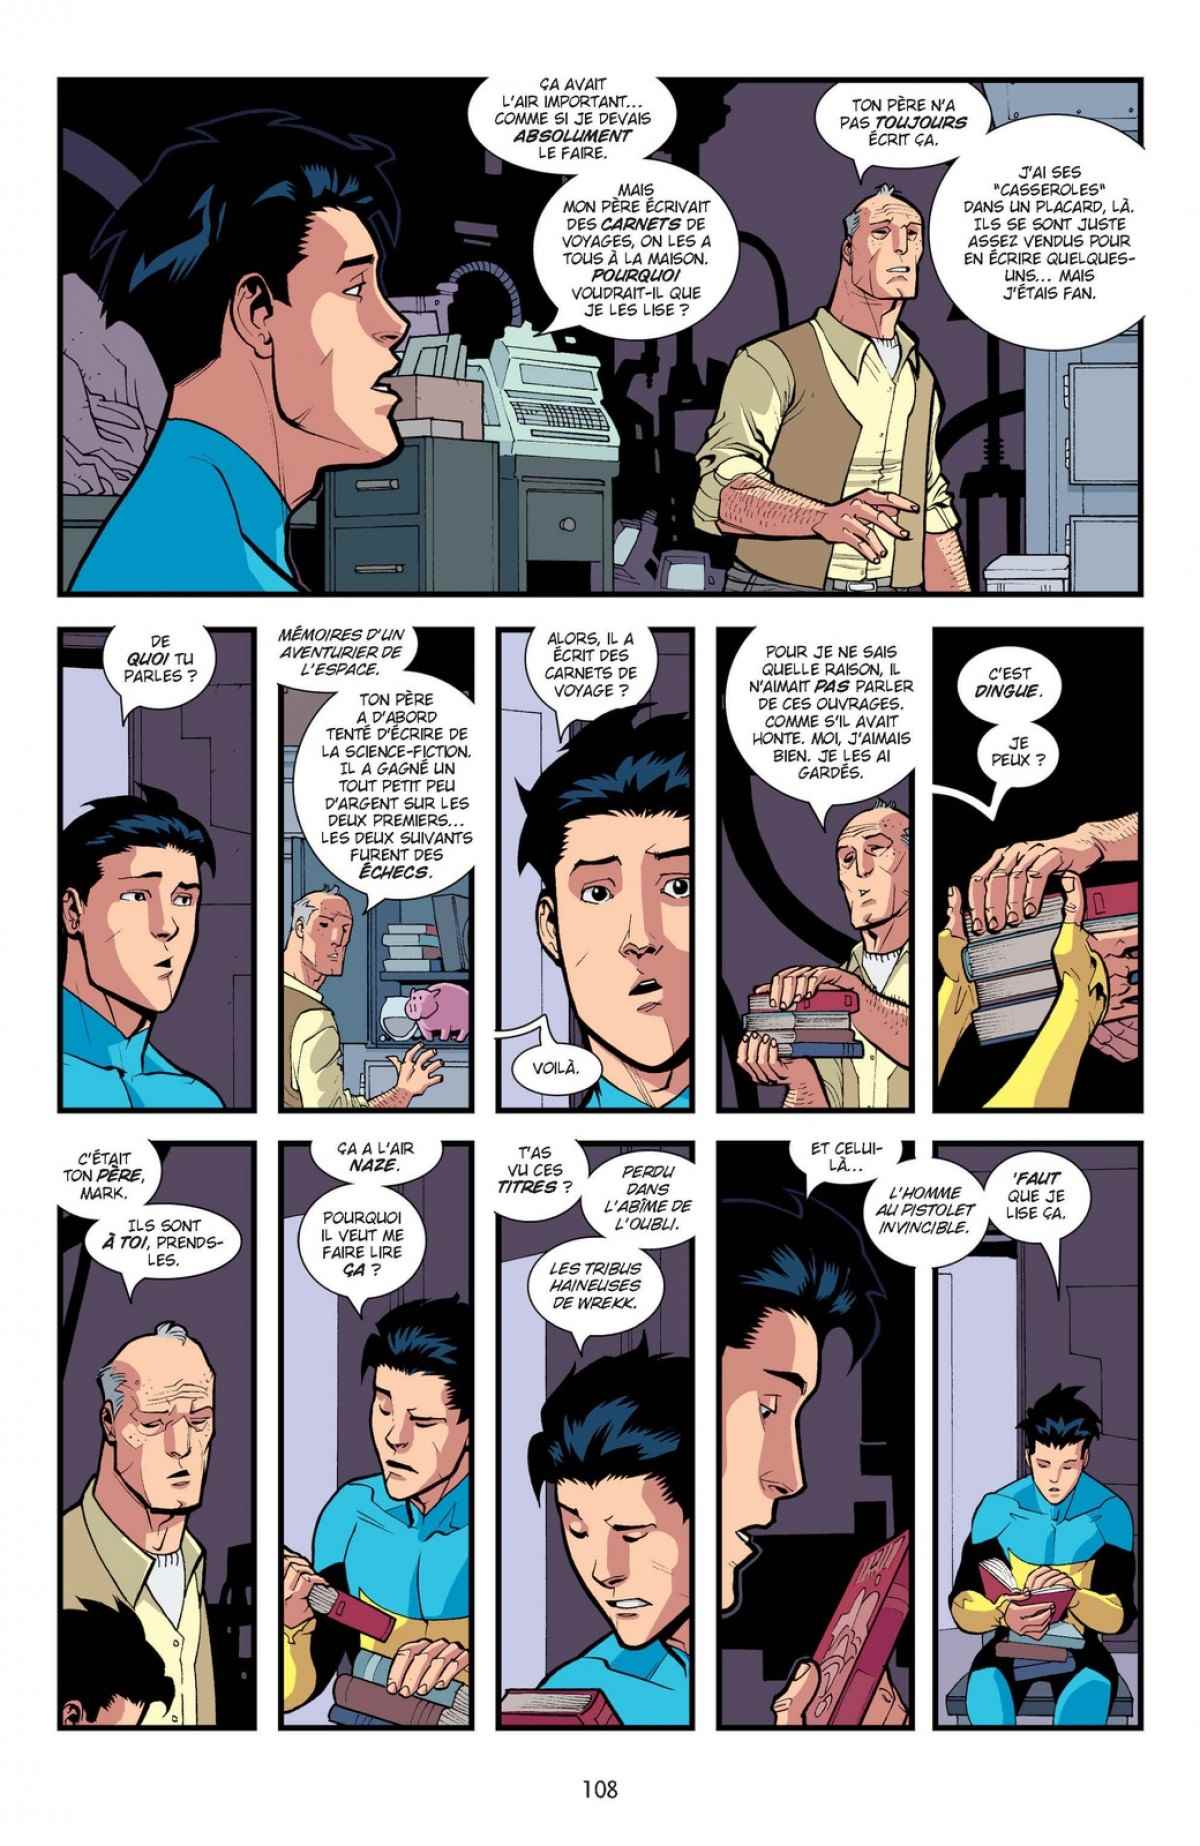 ÇA AVAIT
L'AIR IMPORTANT...
COMME SI JE DEVAIS
ABSOLUMENT
LE FAIRE.
MAIS
MON PÈRE ÉCRIVAIT
DES CARNETS DE
VOYAGES, ON LES A
TOUS À LA MAISON.
POURQUOI
VOUDRAIT-IL QUE
JE LES LISE ?
TON PÈRE N'A
PAS TOUJOURS
ÉCRIT ÇA.
J'AI SES
"CASSEROLES"
DANS UN PLACARD, LÀ.
ILS SE SONT JUSTE
ASSEZ VENDUS POUR
EN ÉCRIRE QUELQUES-
UNS... MAIS
J'ÉTAIS FAN.
DE
QUOI TU
PARLES ?
MÉMOIRES D'UN
AVENTURIER DE
L'ESPACE.
TON PÈRE
A D'ABORD
TENTÉ D'ÉCRIRE DE
LA SCIENCE-FICTION.
IL A GAGNÉ UN
TOUT PETIT PEU
D'ARGENT SUR LES
DEUX PREMIERS...
LES DEUX SUIVANTS
FURENT DES
ÉCHECS.
ALORS, IL A
ÉCRIT DES
CARNETS DE
VOYAGE ?
VOILÀ.
POUR JE NE SAIS
QUELLE RAISON, IL
N'AIMAIT PAS PARLER
DE CES OUVRAGES.
COMME S'IL AVAIT
HONTE. MOI, J'AIMAIS
BIEN. JE LES AI
GARDÉS.
C'EST
DINGUE.
JE
PEUX ?
C'ÉTAIT
TON PÈRE,
MARK.
ILS SONT
À TOI, PRENDS-
LES.
ÇA A L'AIR
NAZE.
POURQUOI
IL VEUT ME
FAIRE LIRE
ÇA ?
T'AS
VU CES
TITRES ?
PERDU
DANS
L'ABÎME DE
L'OUBLI.
LES TRIBUS
HAINEUSES
DE WREKK.
ET CELUI-
LÀ...
L'HOMME
AU PISTOLET
INVINCIBLE.
'FAUT
QUE JE
LISE ÇA.
108